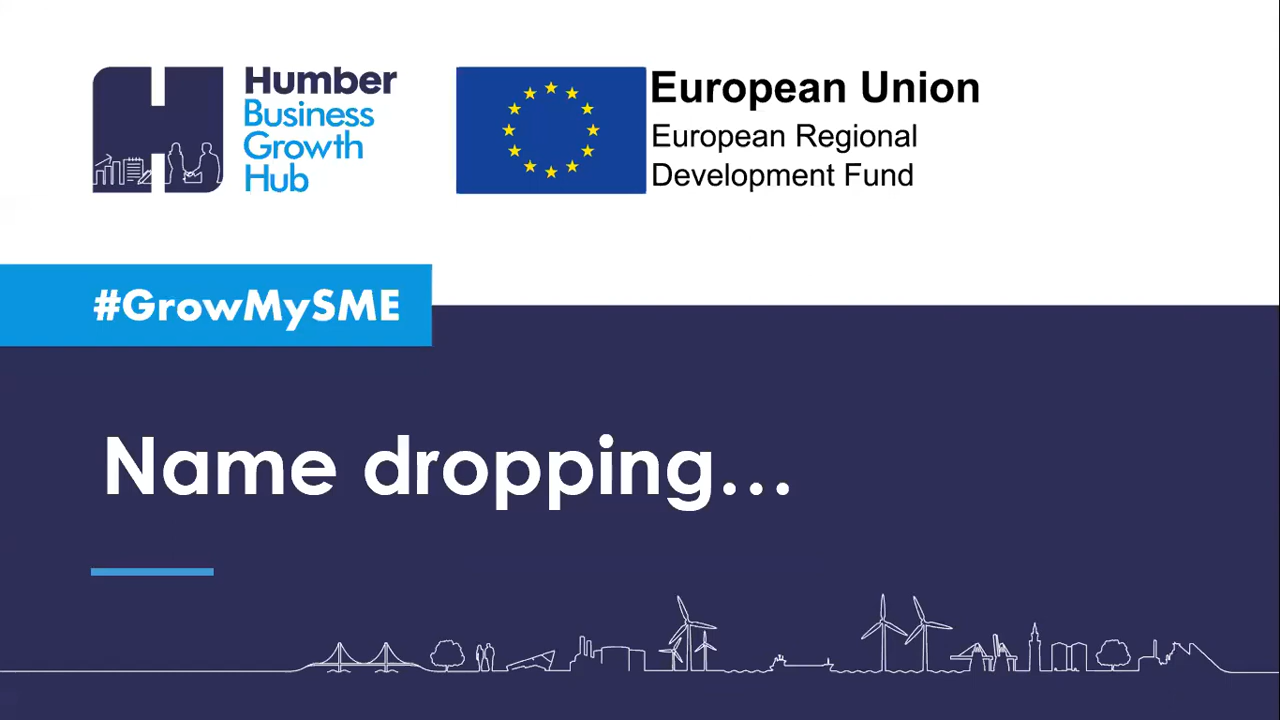 Humber
Business
Growth
Hub
European Union
European Regional
Development Fund
#GrowMySME
Name dropping...